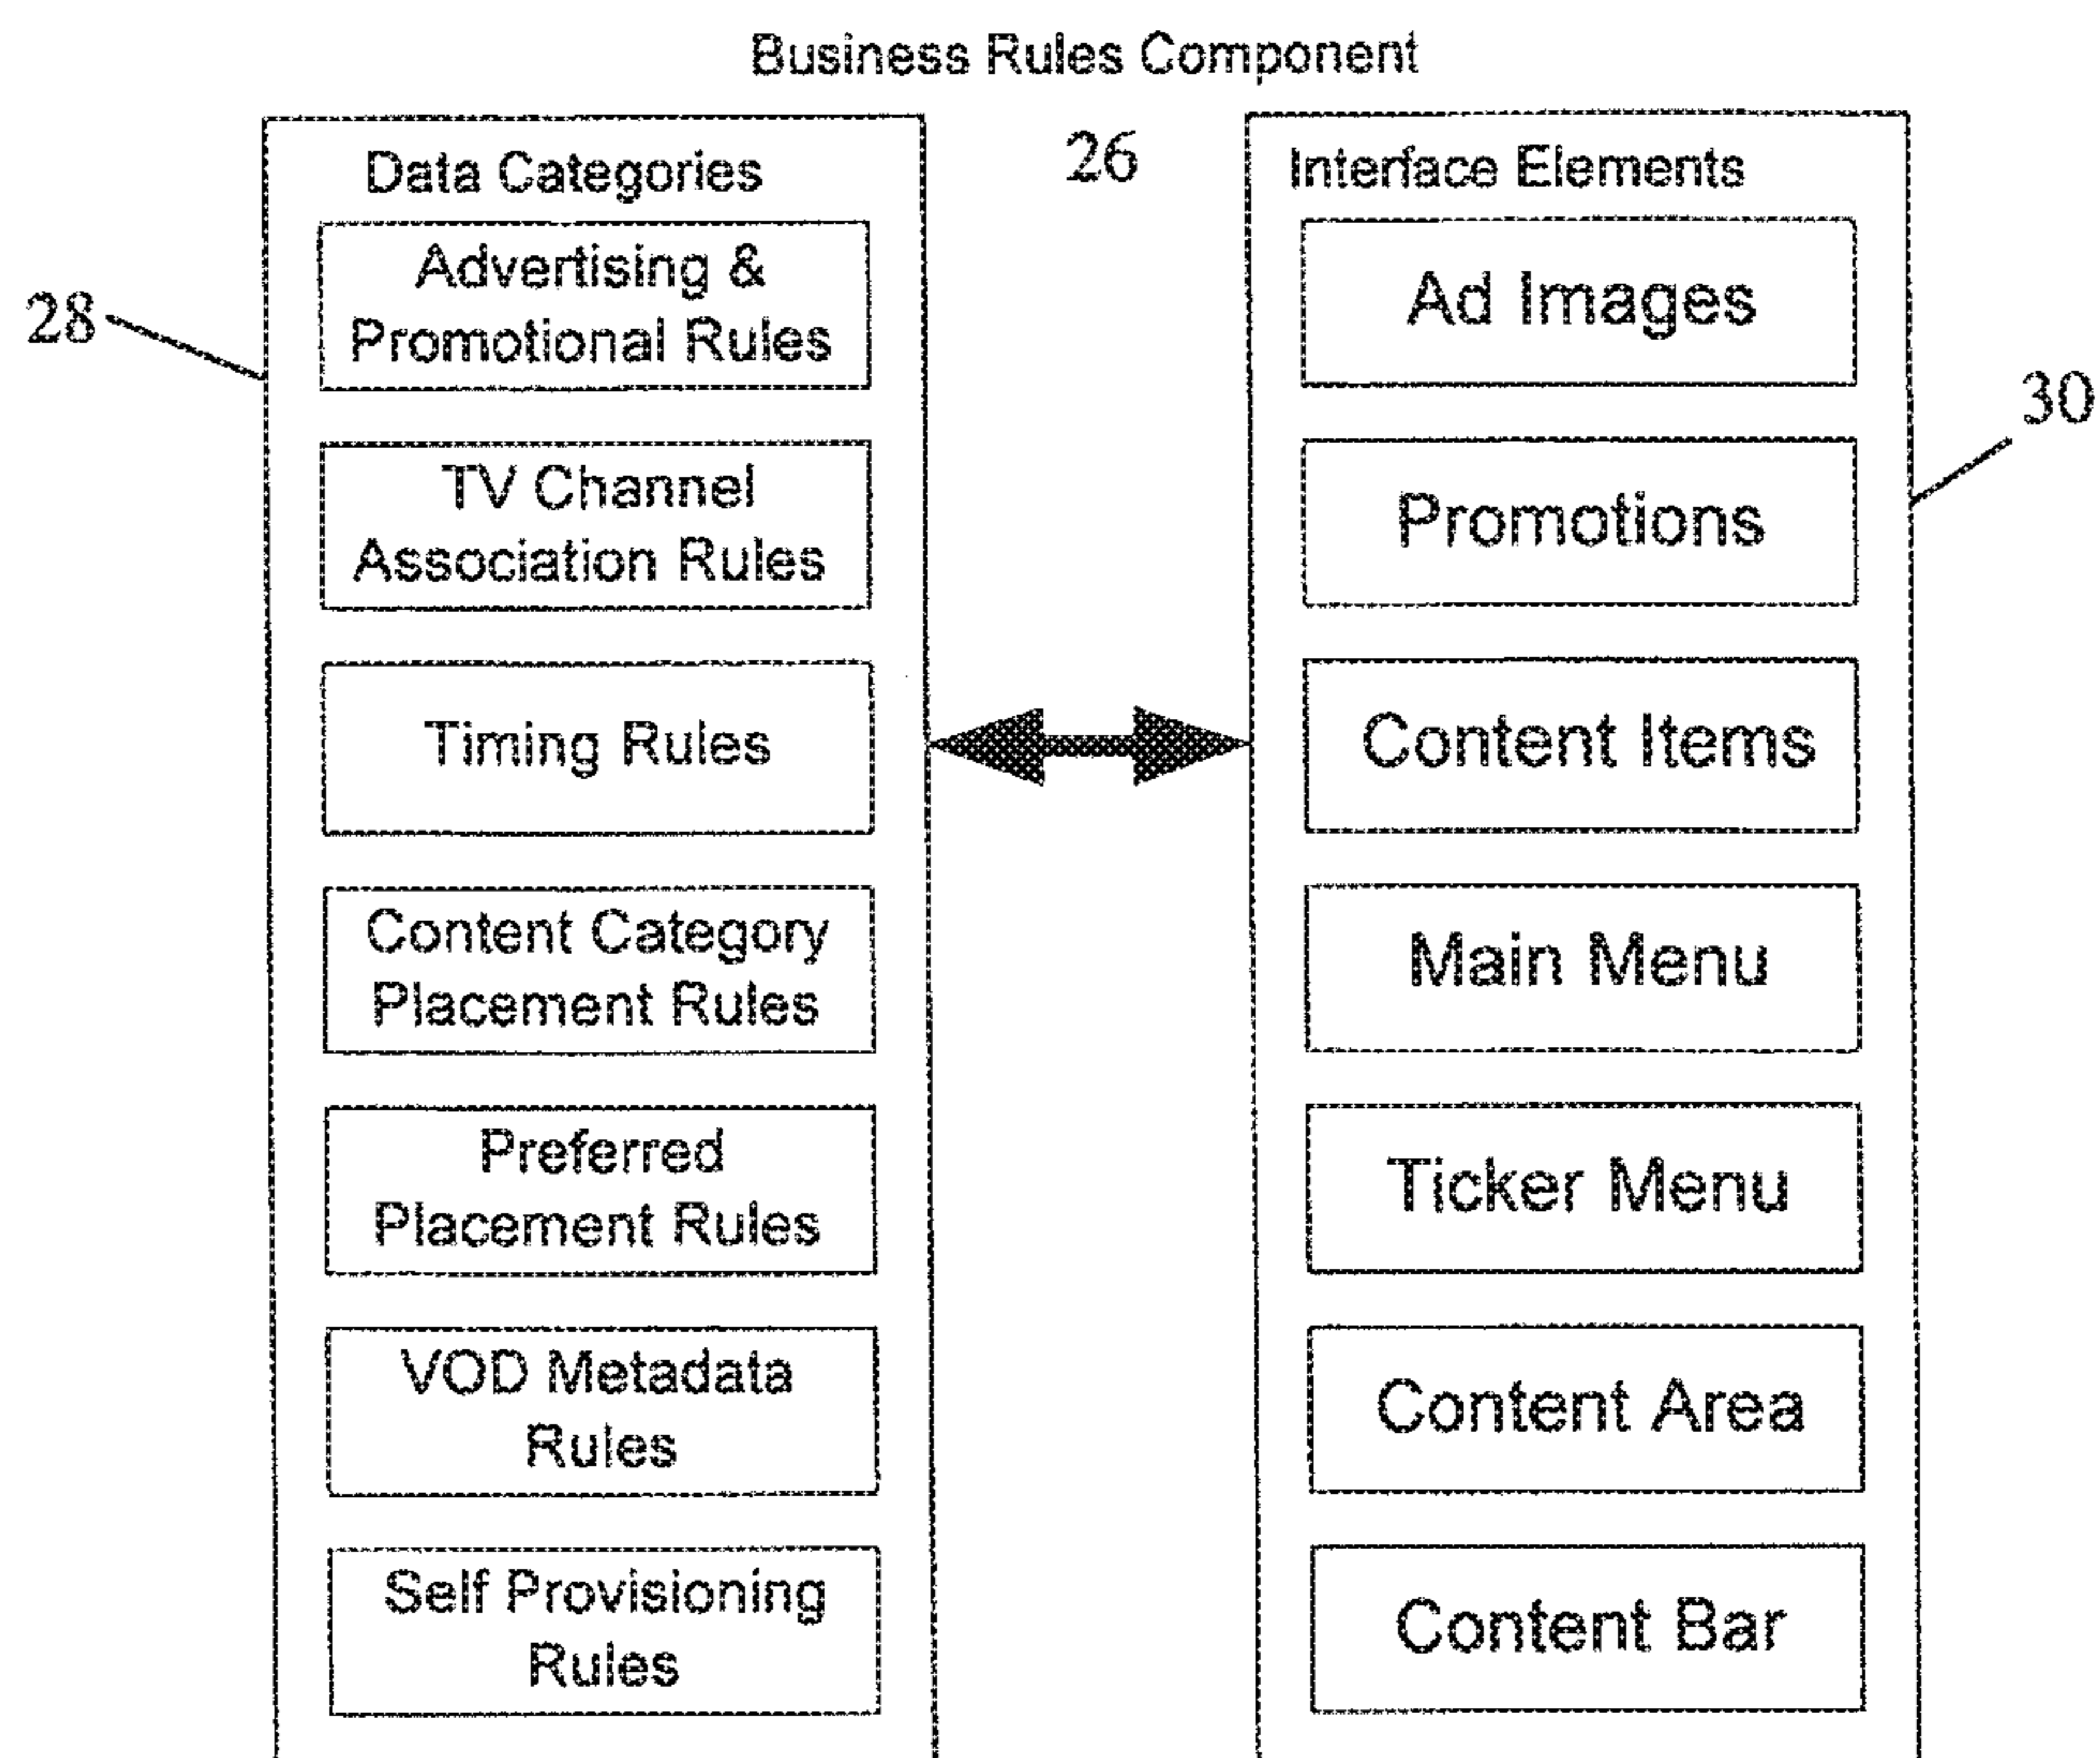 Business Rules Component
26
28
Data Categories
Advertising &
Promotional Rules
TV Channel
Association Rules
Timing Rules
Content Category
Placement Rules
Preferred
Placement Rules
VOD Metadata
Rules
Self Provisioning
Rules
Interface Elements
30
Ad Images
Promotions
Content Items
Main Menu
Ticker Menu
Content Area
Content Bar